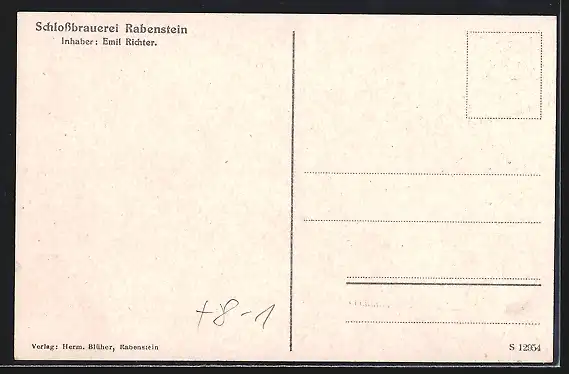 Schloßbrauerei Rabenstein
Inhaber: Emil Richter.
+8-1
Verlag: Herm. Blüher, Rabenstein
S 12954